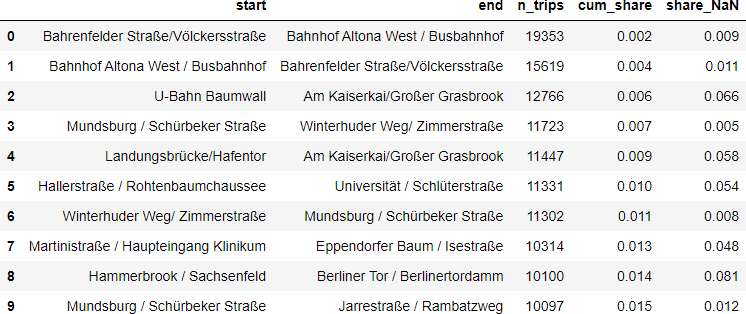 start end n_trips cum_share share_NaN
0 Bahrenfelder Straße/Völckersstraße Bahnhof Altona West / Busbahnhof 19353 0.002 0.009
1 Bahnhof Altona West / Busbahnhof Bahrenfelder Straße/Völckersstraße 15619 0.004 0.011
2 U-Bahn Baumwall Am Kaiserkai/Großer Grasbrook 12766 0.006 0.066
3 Mundsburg / Schürbeker Straße Winterhuder Weg/ Zimmerstraße 11723 0.007 0.005
4 Landungsbrücke/Hafentor Am Kaiserkai/Großer Grasbrook 11447 0.009 0.058
5 Hallerstraße / Rohtenbaumchaussee Universität / Schlüterstraße 11331 0.010 0.054
6 Winterhuder Weg/ Zimmerstraße Mundsburg / Schürbeker Straße 11302 0.011 0.008
7 Martinistraße / Haupteingang Klinikum Eppendorfer Baum / Isestraße 10314 0.013 0.048
8 Hammerbrook / Sachsenfeld Berliner Tor / Berlinertordamm 10100 0.014 0.081
9 Mundsburg / Schürbeker Straße Jarrestraße / Rambatzweg 10097 0.015 0.012